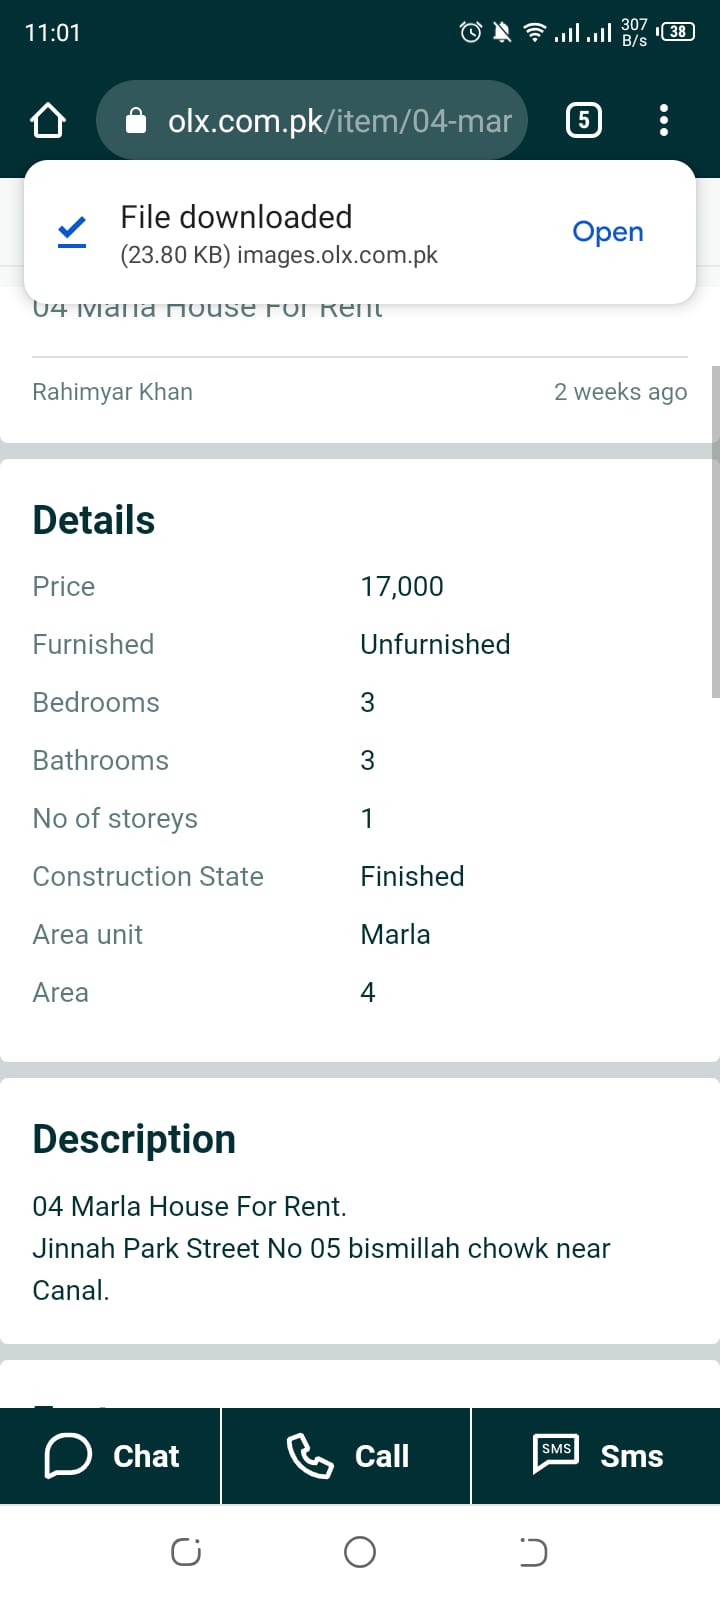 11:01
307
B/s
38
olx.com.pk/item/04-mar
5
File downloaded
(23.80 KB) images.olx.com.pk
Open
04 Marla House For Rent
Rahimyar Khan
2 weeks ago
Details
Price
17,000
Furnished
Unfurnished
Bedrooms
3
Bathrooms
3
No of storeys
1
Construction State
Finished
Area unit
Marla
Area
4
Description
04 Marla House For Rent.
Jinnah Park Street No 05 bismillah chowk near
Canal.
Chat
Call
SMS
Sms